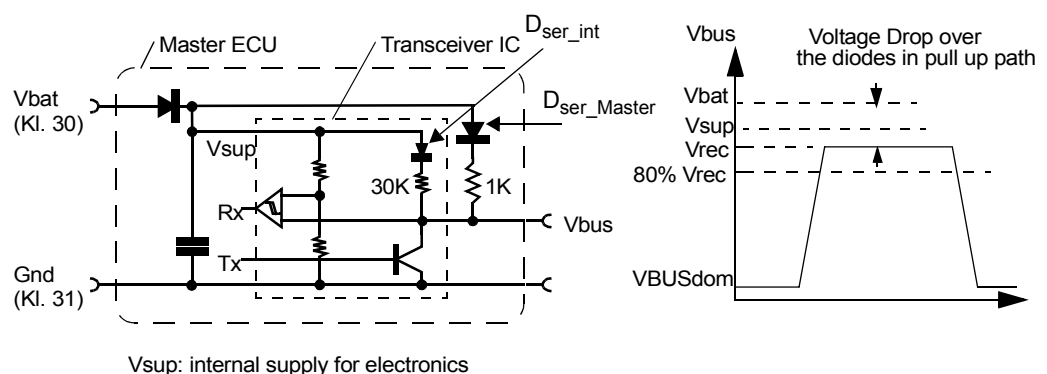 Master ECU
Transceiver IC
Dser_int
Dser_Master
Vbat
(Kl. 30)
Vsup
30K
1K
Rx
Tx
Vbus
Gnd
(Kl. 31)
Vsup: internal supply for electronics
Vbus
Voltage Drop over
the diodes in pull up path
Vbat
Vsup
Vrec
80% Vrec
VBUSdom